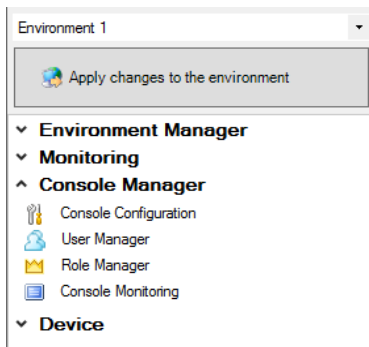 Environment 1
Apply changes to the environment
Environment Manager
Monitoring
Console Manager
Console Configuration
User Manager
Role Manager
Console Monitoring
Device